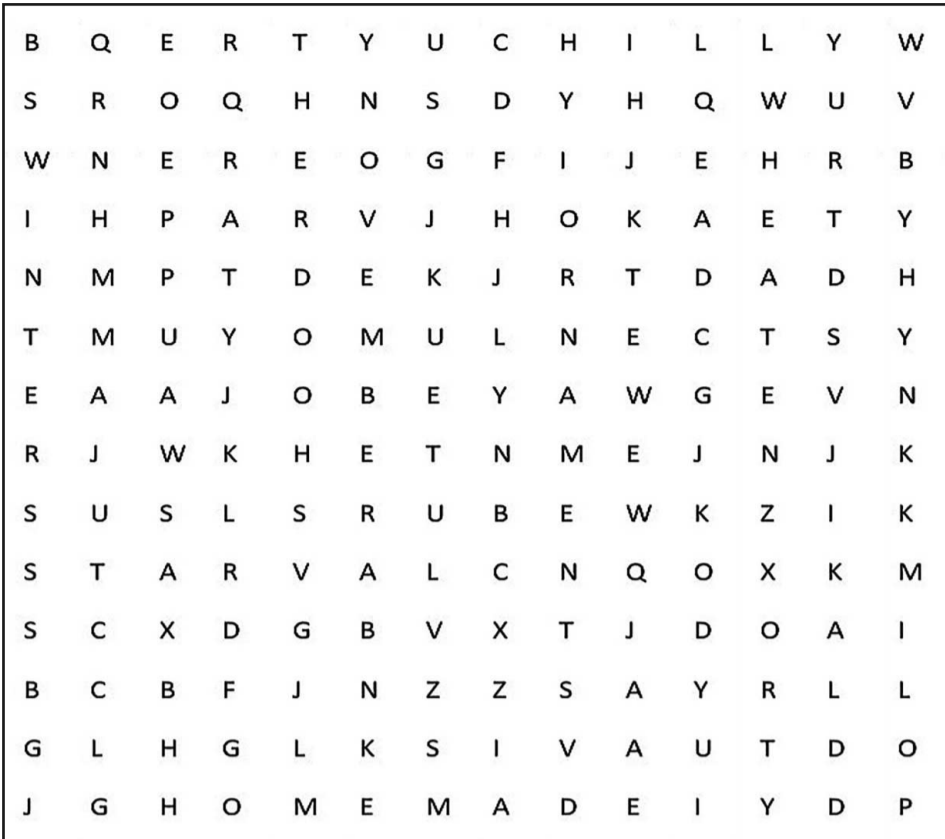 B Q E R T Y U C H I L L Y W
S R O Q H N S D Y H Q W U V
W N E R E O G F I J E H R B
I H P A R V J H O K A E T Y
N M P T D E K J R T D A D H
T M U Y O M U L N E C T S Y
E A A J O B E Y A W G E V N
R J W K H E T N M E J N J K
S U S L S R U B E W K Z I K
S T A R V A L C N Q O X K M
S C X D G B V X T J D O A I
B C B F J N Z Z S A Y R L L
G L H G L K S I V A U T D O
J G H O M E M A D E I Y D P